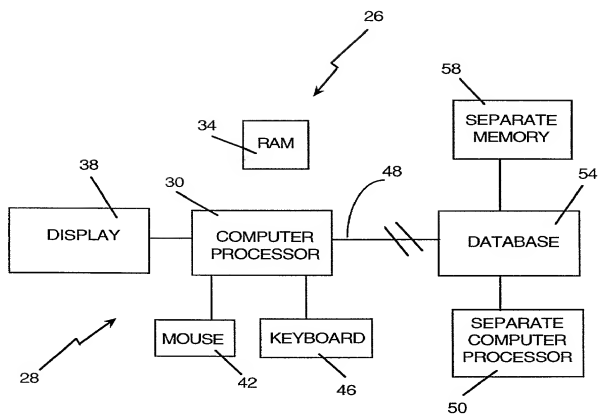 26
58
SEPARATE
MEMORY
34
RAM
38
30
48
54
DISPLAY
COMPUTER
PROCESSOR
DATABASE
MOUSE
KEYBOARD
SEPARATE
COMPUTER
PROCESSOR
28
42
46
50